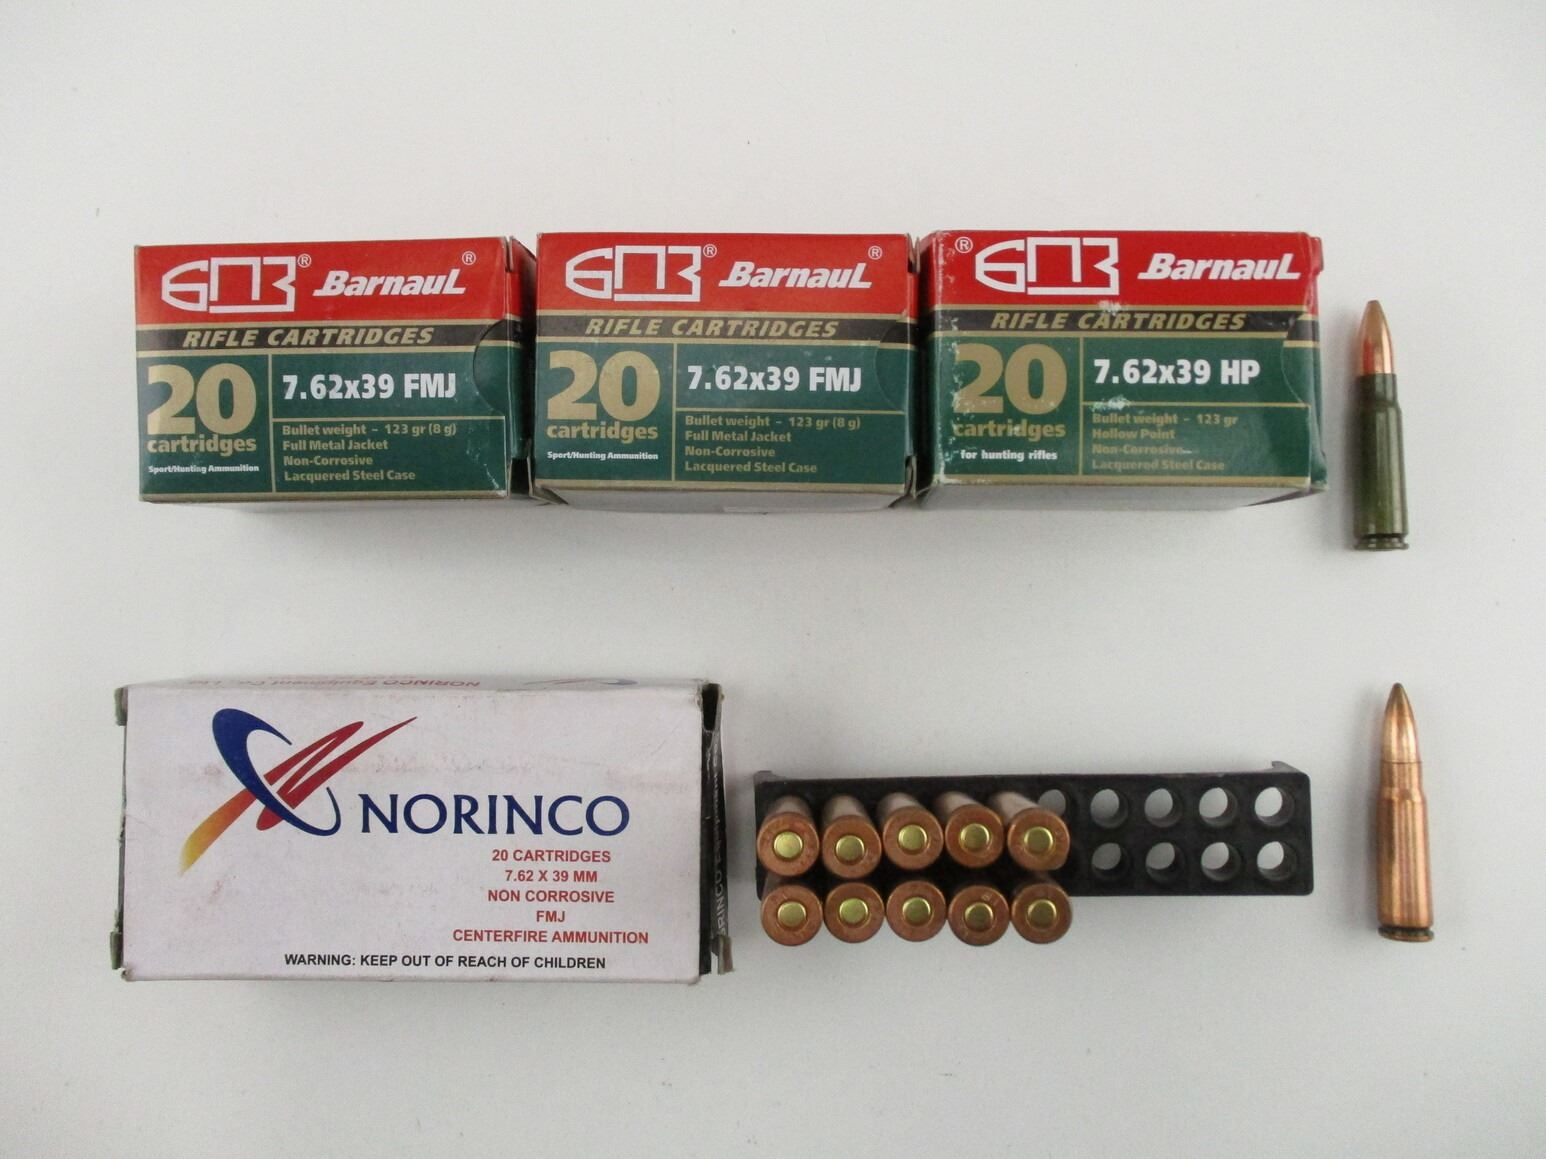 БПЗ® BarnauL®
RIFLE CARTRIDGES
20
cartridges
Sport/Hunting Ammunition
7.62x39 FMJ
Bullet weight – 123 gr (8 g)
Full Metal Jacket
Non-Corrosive
Lacquered Steel Case
БПЗ® BarnauL®
RIFLE CARTRIDGES
20
cartridges
Sport/Hunting Ammunition
7.62x39 FMJ
Bullet weight – 123 gr (8 g)
Full Metal Jacket
Non-Corrosive
Lacquered Steel Case
® БПЗ BarnauL®
RIFLE CARTRIDGES
20
cartridges
for hunting rifles
7.62x39 HP
Bullet weight – 123 gr
Hollow Point
Non-Corrosive
Lacquered Steel Case
NORINCO Equipment Co., Ltd
NORINCO
20 CARTRIDGES
7.62 X 39 MM
NON CORROSIVE
FMJ
CENTERFIRE AMMUNITION
WARNING: KEEP OUT OF REACH OF CHILDREN